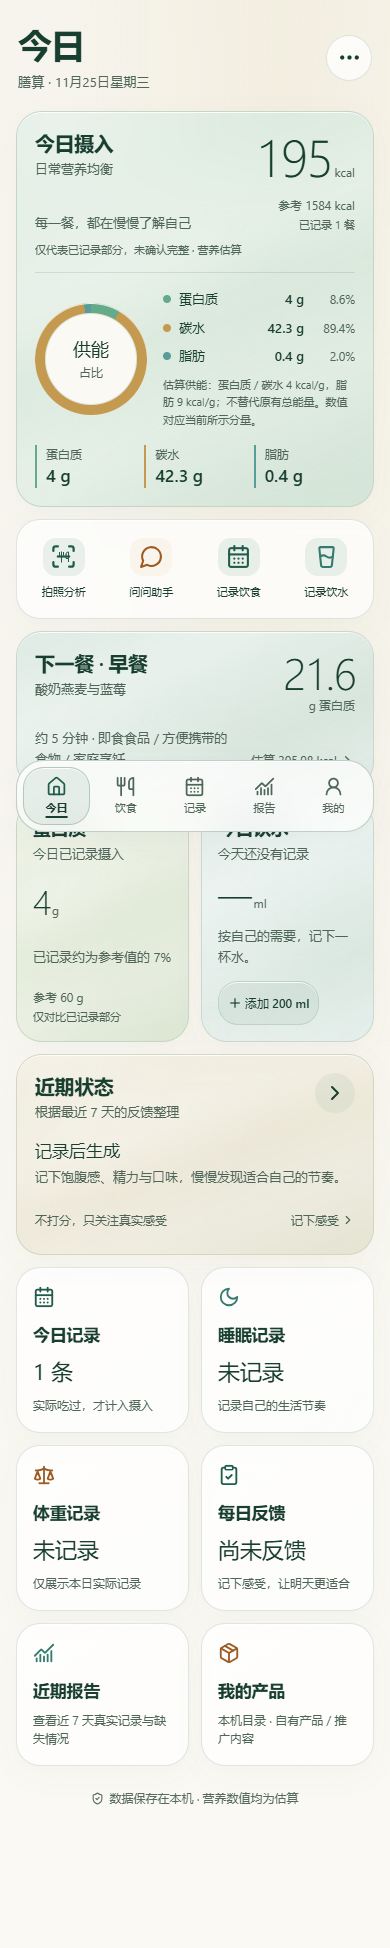 今日
膳算 · 11月25日星期三
今日摄入
日常营养均衡
195 kcal
参考 1584 kcal
每一餐，都在慢慢了解自己
已记录 1 餐
仅代表已记录部分，未确认完整 · 营养估算
供能
占比
蛋白质 4 g 8.6%
碳水 42.3 g 89.4%
脂肪 0.4 g 2.0%
估算供能：蛋白质 / 碳水 4 kcal/g，脂
肪 9 kcal/g；不替代原有总能量。数值
对应当前所示分量。
蛋白质
4 g
碳水
42.3 g
脂肪
0.4 g
拍照分析
问问助手
记录饮食
记录饮水
下一餐 · 早餐
酸奶燕麦与蓝莓
21.6
g 蛋白质
约 5 分钟 · 即食食品 / 方便携带的
食物 / 家庭烹饪
今日
饮食
记录
报告
我的
蛋白质
今日已记录摄入
4 g
已记录约为参考值的 7%
参考 60 g
仅对比已记录部分
今日饮水
今天还没有记录
— ml
按自己的需要，记下一
杯水。
+ 添加 200 ml
近期状态
根据最近 7 天的反馈整理
记录后生成
记下饱腹感、精力与口味，慢慢发现适合自己的节奏。
不打分，只关注真实感受
记下感受
今日记录
1 条
实际吃过，才计入摄入
睡眠记录
未记录
记录自己的生活节奏
体重记录
未记录
仅展示本日实际记录
每日反馈
尚未反馈
记下感受，让明天更适合
近期报告
查看近 7 天真实记录与缺
失情况
我的产品
本机目录 · 自有产品 / 推
广内容
数据保存在本机 · 营养数值均为估算